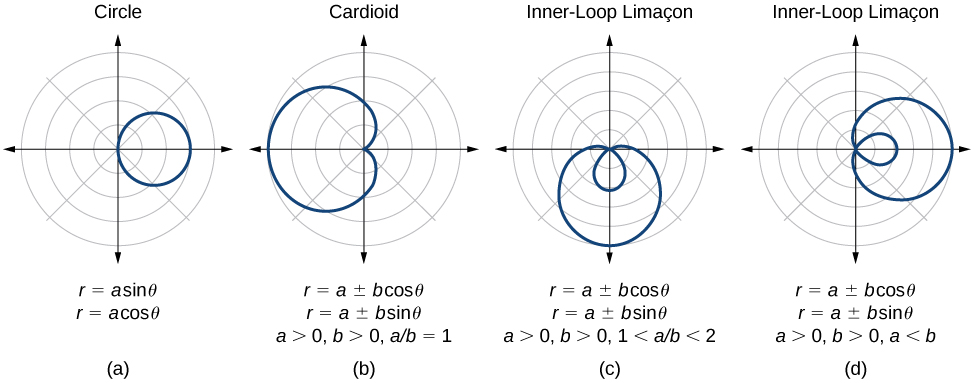 Circle
Cardioid
Inner-Loop Limaçon
Inner-Loop Limaçon
r = asinθ
r = acosθ
r = a ± bcosθ
r = a ± bsinθ
a > 0, b > 0, a/b = 1
r = a ± bcosθ
r = a ± bsinθ
a > 0, b > 0, 1 < a/b < 2
r = a ± bcosθ
r = a ± bsinθ
a > 0, b > 0, a < b
(a)
(b)
(c)
(d)